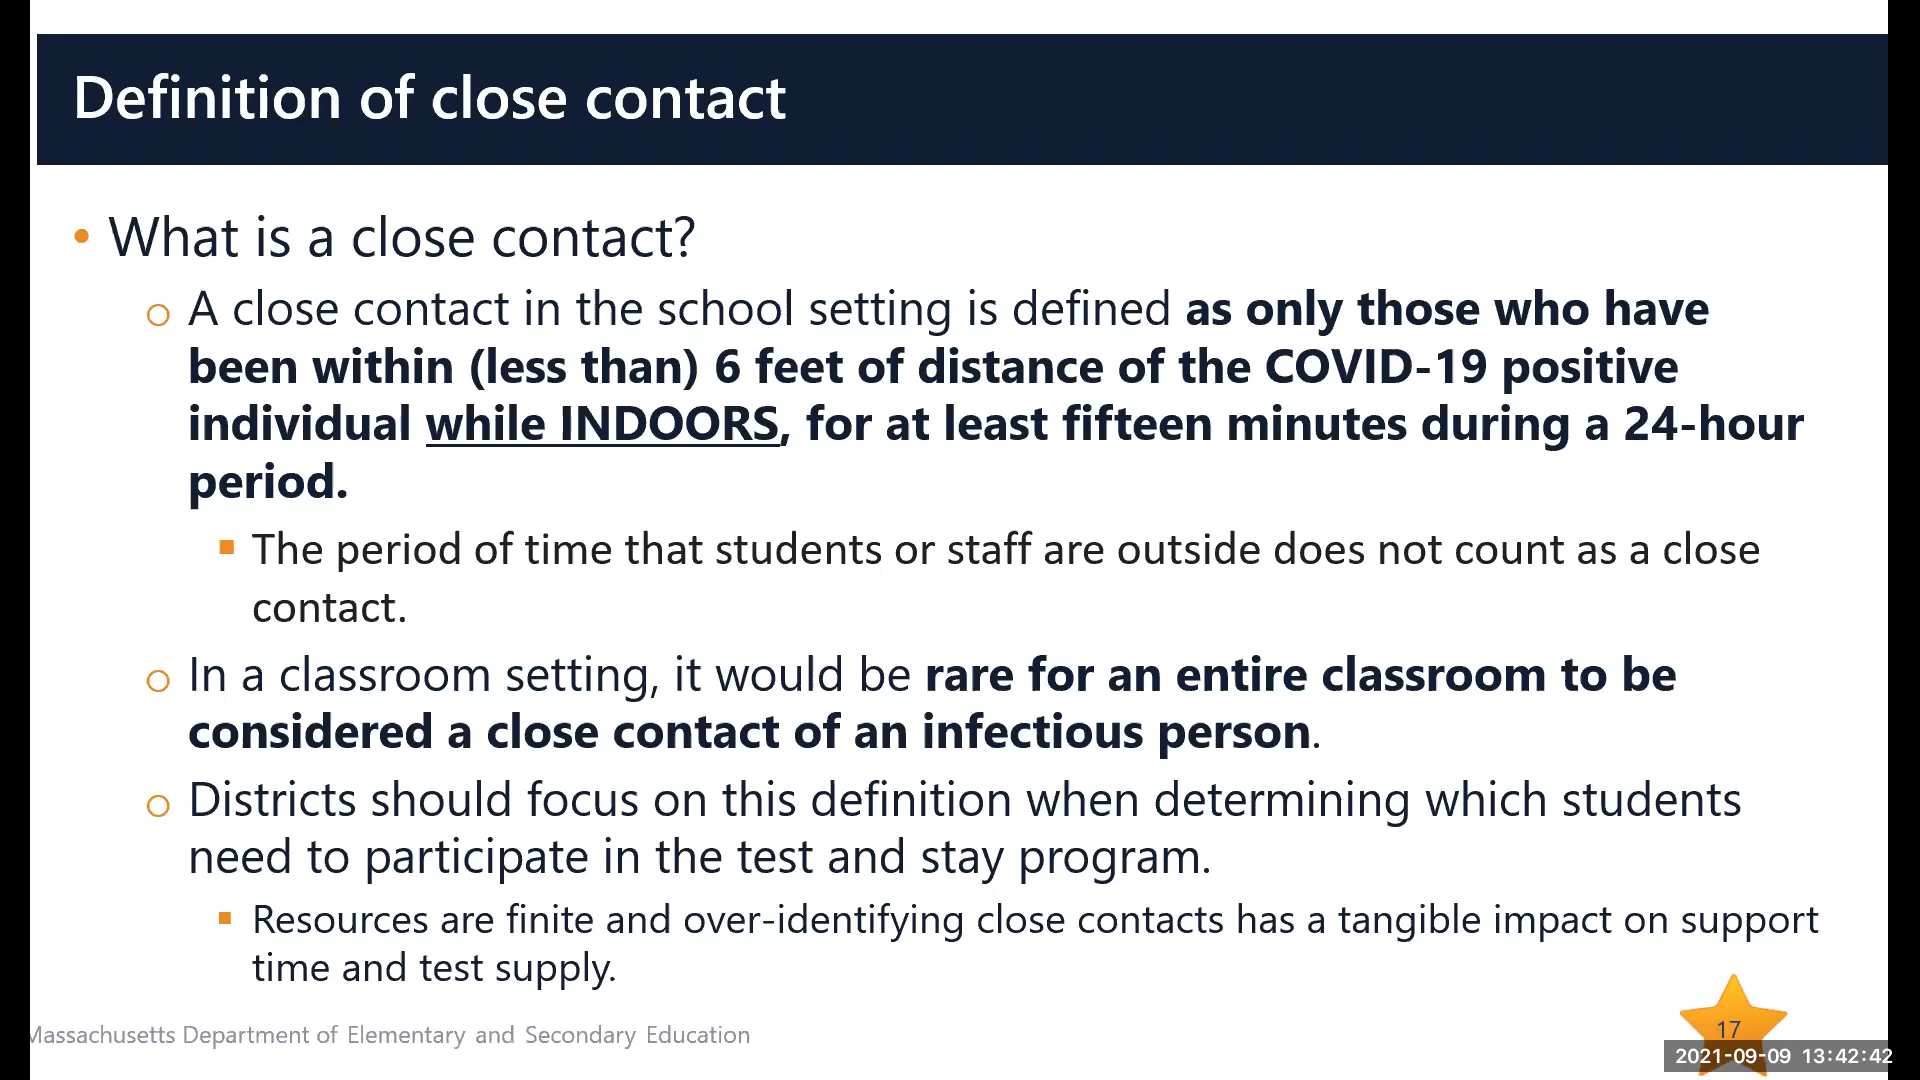 Definition of close contact
• What is a close contact?
o A close contact in the school setting is defined as only those who have
been within (less than) 6 feet of distance of the COVID-19 positive
individual while INDOORS, for at least fifteen minutes during a 24-hour
period.
▪ The period of time that students or staff are outside does not count as a close
contact.
o In a classroom setting, it would be rare for an entire classroom to be
considered a close contact of an infectious person.
o Districts should focus on this definition when determining which students
need to participate in the test and stay program.
▪ Resources are finite and over-identifying close contacts has a tangible impact on support
time and test supply.
Massachusetts Department of Elementary and Secondary Education
17
2021-09-09 13:42:42